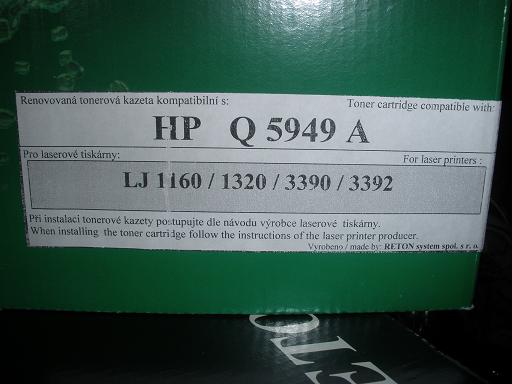 Renovovaná tonerová kazeta kompatibilní s: Toner cartridge compatible with:
HP Q 5949 A
Pro laserové tiskárny: For laser printers :
LJ 1160 / 1320 / 3390 / 3392
Při instalaci tonerové kazety postupujte dle návodu výrobce laserové tiskárny.
When installing the toner cartridge follow the instructions of the laser printer producer.
Vyrobeno / made by: RETON system spol. s r. o.